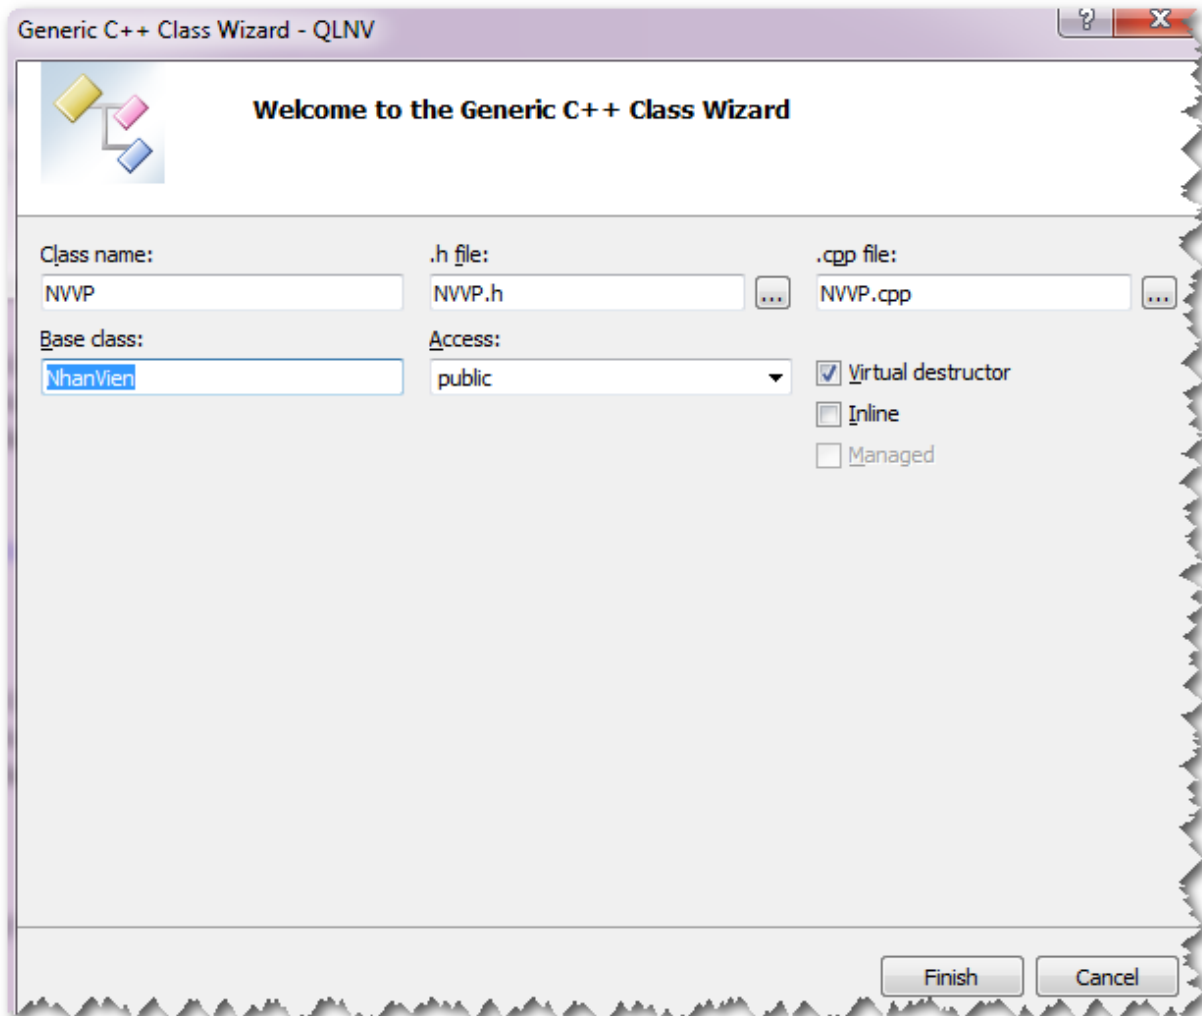 Generic C++ Class Wizard - QLNV
?
X
Welcome to the Generic C++ Class Wizard
Class name:
.h file:
.cpp file:
NVVP
NVVP.h
...
NVVP.cpp
...
Base class:
Access:
NhanVien
public
Virtual destructor
Inline
Managed
Finish
Cancel